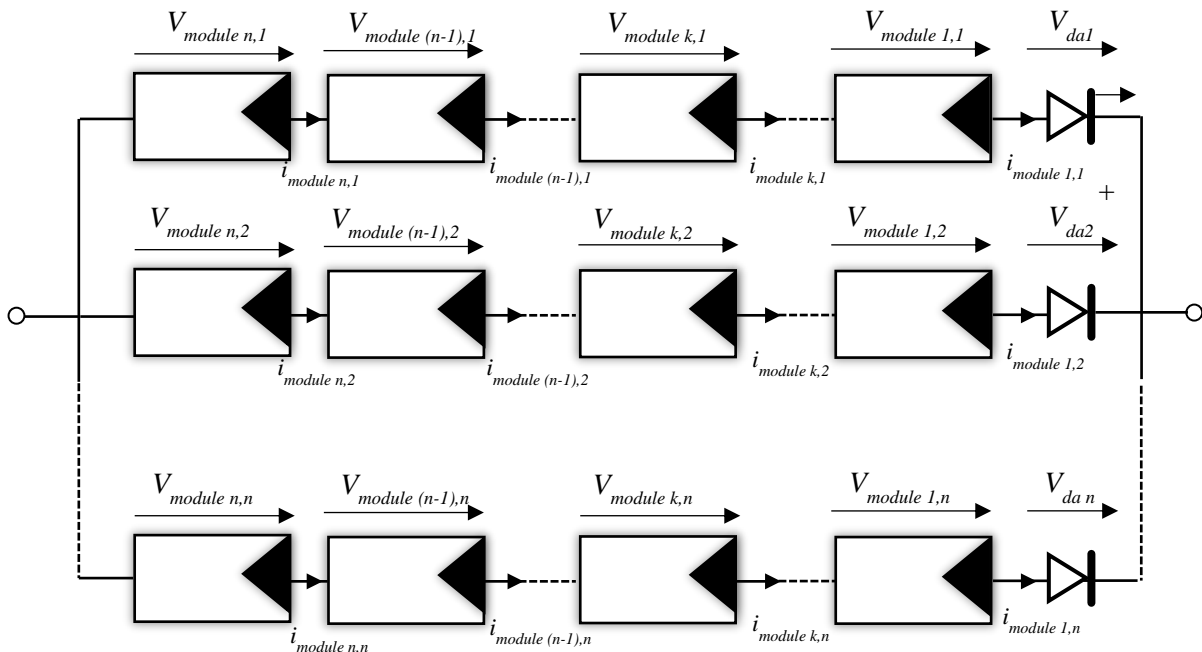 V module n,1 V module (n-1),1 V module k,1 V module 1,1 V da1
i module n,1 i module (n-1),1 i module k,1 i module 1,1
+
V module n,2 V module (n-1),2 V module k,2 V module 1,2 V da2
i module n,2 i module (n-1),2 i module k,2 i module 1,2
V module n,n V module (n-1),n V module k,n V module 1,n V da n
i module n,n i module (n-1),n i module k,n i module 1,n